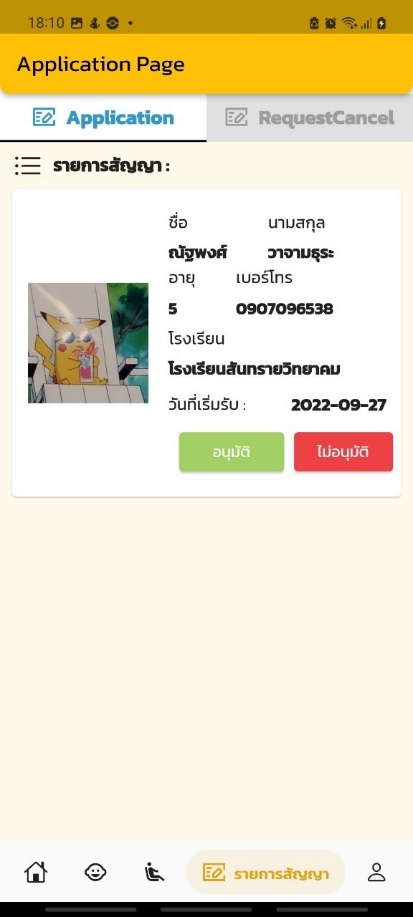 18:10
Application Page
Application RequestCancel
รายการสัญญา :
ชื่อ นามสกุล
ณัฐพงศ์ วาจามธุระ
อายุ เบอร์โทร
5 0907096538
โรงเรียน
โรงเรียนสันทรายวิทยาคม
วันที่เริ่มรับ : 2022-09-27
อนุมัติ ไม่อนุมัติ
รายการสัญญา